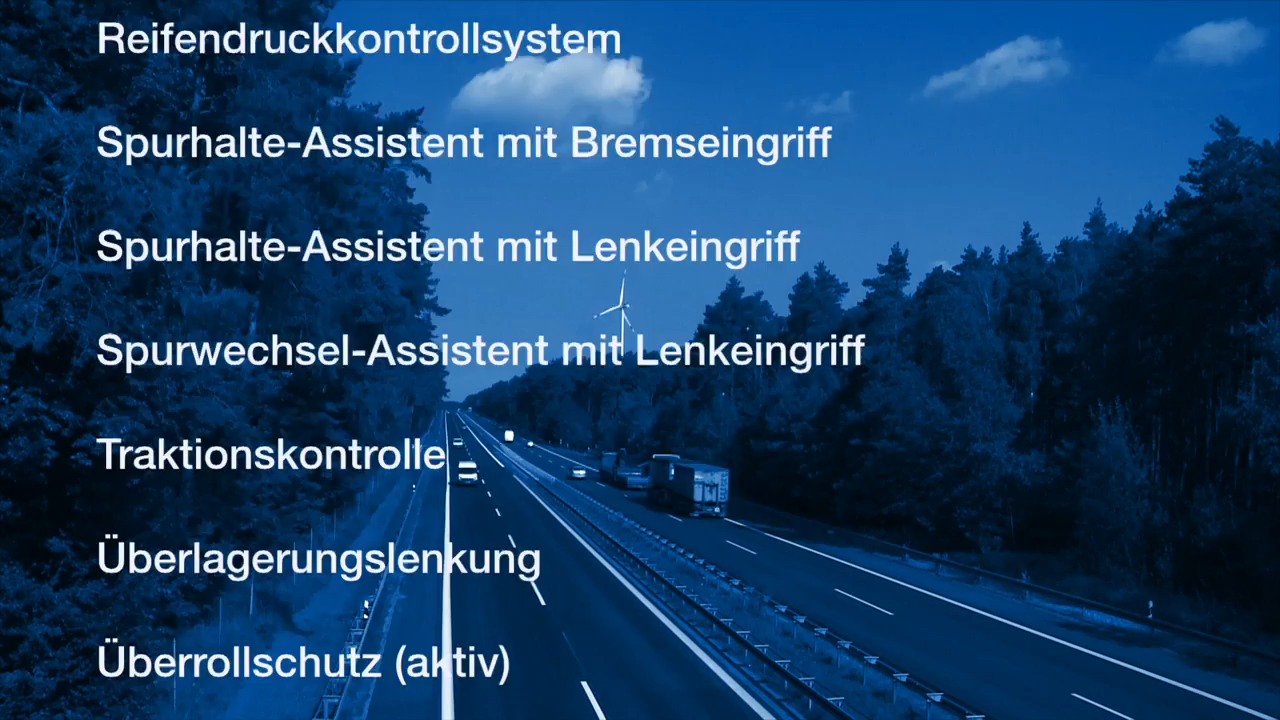 Reifendruckkontrollsystem
Spurhalte-Assistent mit Bremseingriff
Spurhalte-Assistent mit Lenkeingriff
Spurwechsel-Assistent mit Lenkeingriff
Traktionskontrolle
Überlagerungslenkung
Überrollschutz (aktiv)